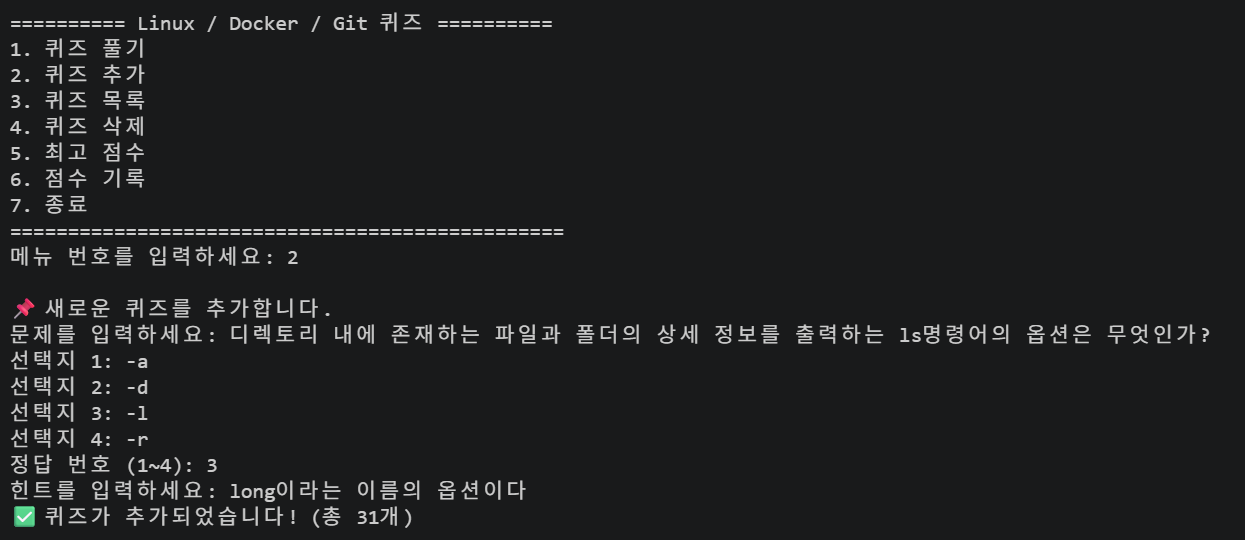 ========== Linux / Docker / Git 퀴즈 ==========
1. 퀴즈 풀기
2. 퀴즈 추가
3. 퀴즈 목록
4. 퀴즈 삭제
5. 최고 점수
6. 점수 기록
7. 종료
================================================
메뉴 번호를 입력하세요: 2

📌 새로운 퀴즈를 추가합니다.
문제를 입력하세요: 디렉토리 내에 존재하는 파일과 폴더의 상세 정보를 출력하는 ls명령어의 옵션은 무엇인가?
선택지 1: -a
선택지 2: -d
선택지 3: -l
선택지 4: -r
정답 번호 (1~4): 3
힌트를 입력하세요: long이라는 이름의 옵션이다
✅ 퀴즈가 추가되었습니다! (총 31개)